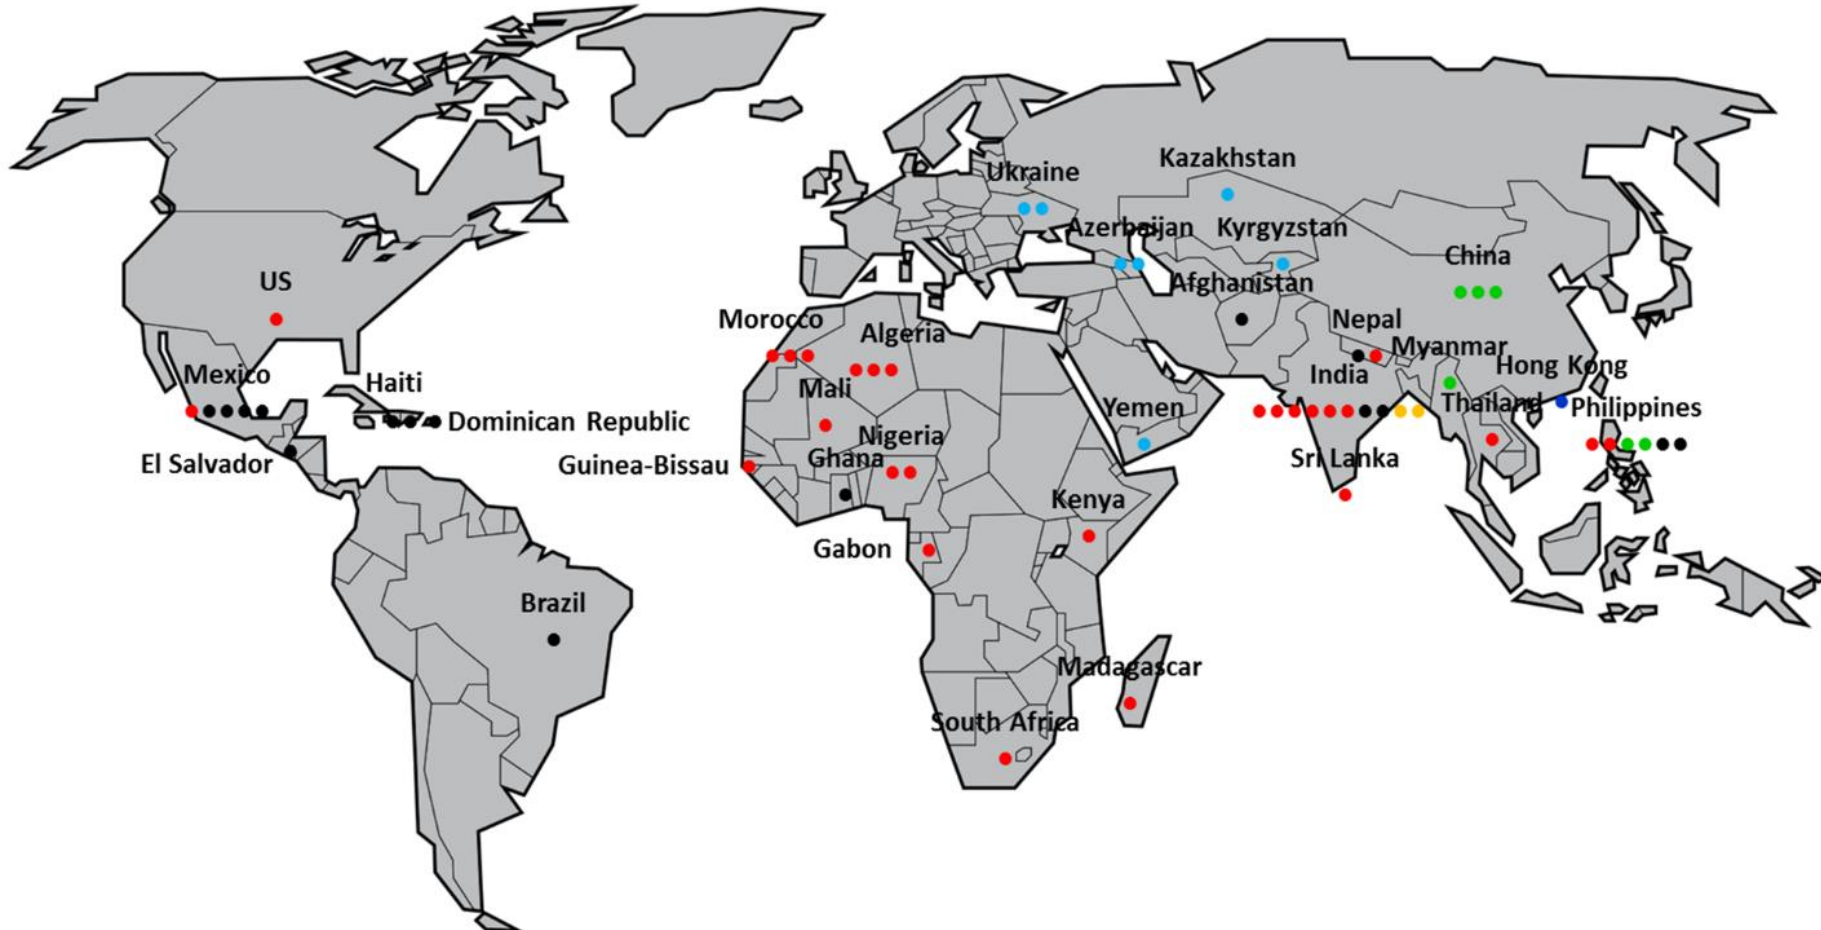 Ukraine
Kazakhstan
Azerbaijan
Kyrgyzstan
China
US
Afghanistan
Morocco
Algeria
Nepal
Myanmar
Hong Kong
Mexico
Haiti
Mali
India
Yemen
Thailand
Philippines
Dominican Republic
El Salvador
Guinea-Bissau
Nigeria
Ghana
Sri Lanka
Kenya
Gabon
Brazil
Madagascar
South Africa